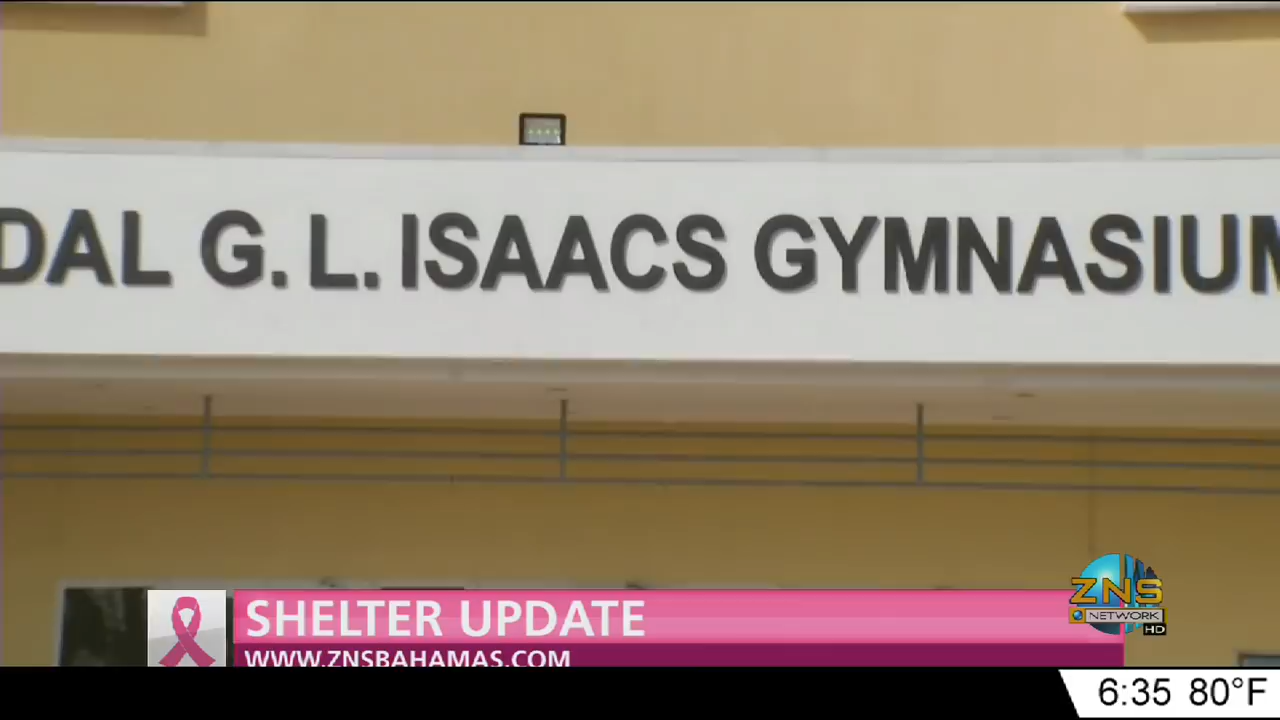 DAL G. L. ISAACS GYMNASIUM
SHELTER UPDATE
WWW.ZNSBAHAMAS.COM
ZNS
NETWORK
HD
6:35 80°F